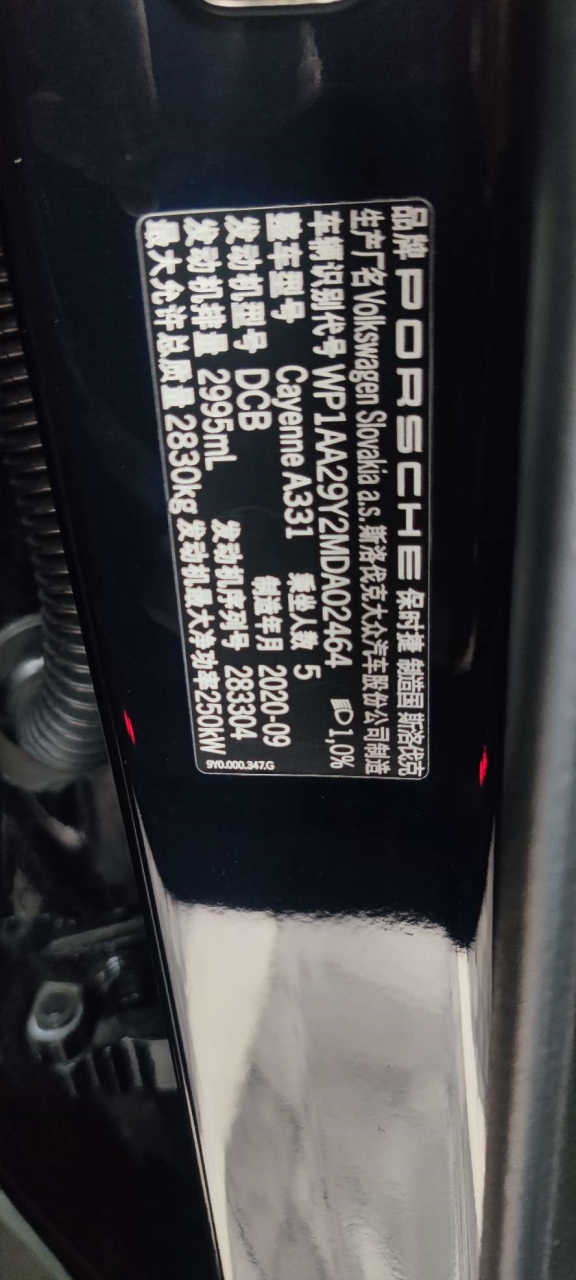 品牌 PORSCHE 保时捷 制造国 斯洛伐克
生产厂名 Volkswagen Slovakia a.s. 斯洛伐克大众汽车股份公司制造
车辆识别代号 WP1AA29Y2MDA02464 1,0%
整车型号 Cayenne A331 乘坐人数 5
发动机型号 DCB 制造年月 2020-09
发动机排量 2995mL 发动机序列号 283304
最大允许总质量 2830kg 发动机最大净功率250kW
9Y0.000.347.G